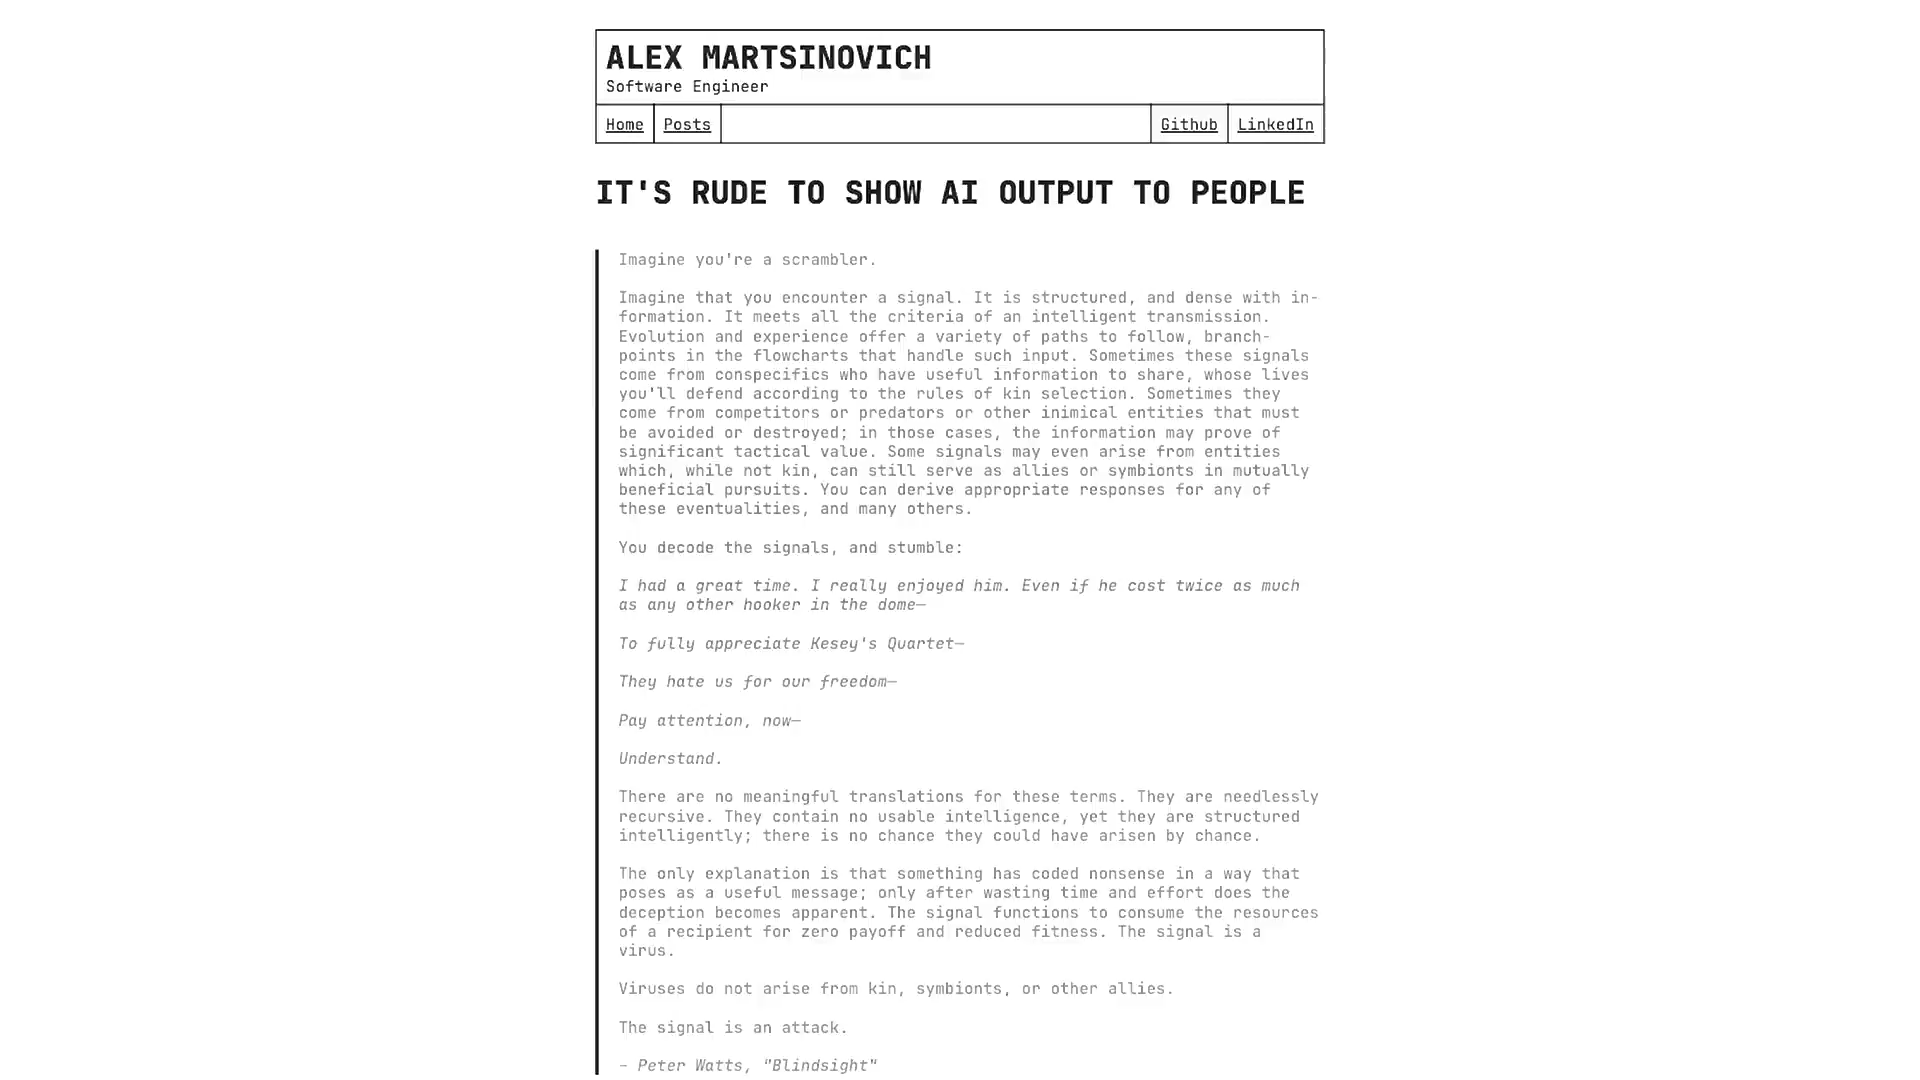 ALEX MARTSINOVICH
Software Engineer
Home Posts Github LinkedIn
IT'S RUDE TO SHOW AI OUTPUT TO PEOPLE
Imagine you're a scrambler.
Imagine that you encounter a signal. It is structured, and dense with in-
formation. It meets all the criteria of an intelligent transmission.
Evolution and experience offer a variety of paths to follow, branch-
points in the flowcharts that handle such input. Sometimes these signals
come from conspecifics who have useful information to share, whose lives
you'll defend according to the rules of kin selection. Sometimes they
come from competitors or predators or other inimical entities that must
be avoided or destroyed; in those cases, the information may prove of
significant tactical value. Some signals may even arise from entities
which, while not kin, can still serve as allies or symbionts in mutually
beneficial pursuits. You can derive appropriate responses for any of
these eventualities, and many others.
You decode the signals, and stumble:
I had a great time. I really enjoyed him. Even if he cost twice as much
as any other hooker in the dome—
To fully appreciate Kesey's Quartet—
They hate us for our freedom—
Pay attention, now—
Understand.
There are no meaningful translations for these terms. They are needlessly
recursive. They contain no usable intelligence, yet they are structured
intelligently; there is no chance they could have arisen by chance.
The only explanation is that something has coded nonsense in a way that
poses as a useful message; only after wasting time and effort does the
deception becomes apparent. The signal functions to consume the resources
of a recipient for zero payoff and reduced fitness. The signal is a
virus.
Viruses do not arise from kin, symbionts, or other allies.
The signal is an attack.
– Peter Watts, "Blindsight"